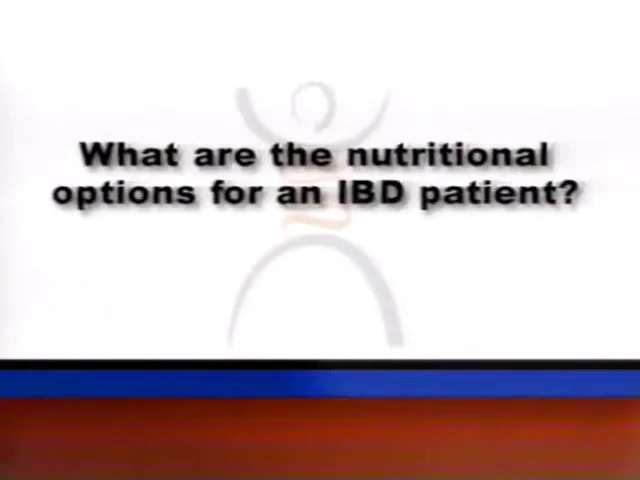 What are the nutritional
options for an IBD patient?